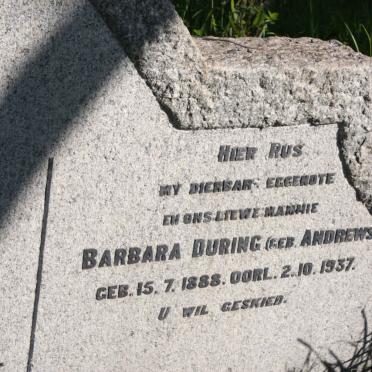 HIER RUS
MY DIERBAR. EGGENOTE
EN ONS LIEWE MAMMIE
BARBARA DURING (GEB. ANDREWS
GEB. 15. 7. 1888. OORL. 2. 10. 1937.
U WIL GESKIED.